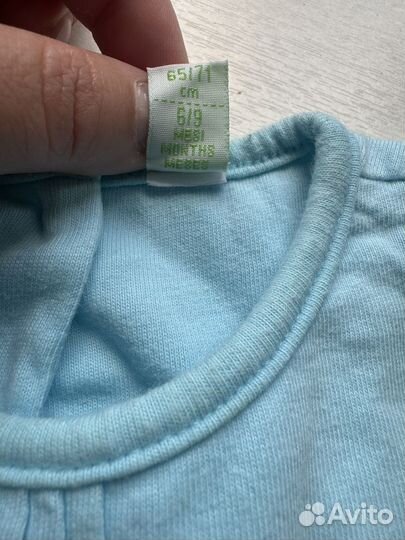 65/71
cm
6/9
MESI
MONTHS
MESES
Avito